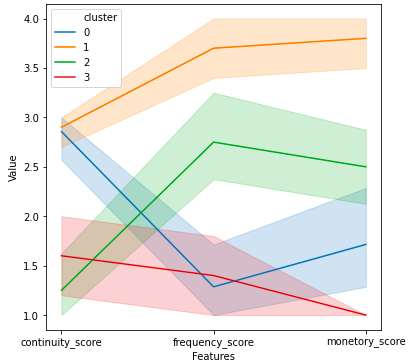 4.0
3.5
3.0
2.5
2.0
1.5
1.0
Value
cluster
0
1
2
3
continuity_score
frequency_score
monetory_score
Features